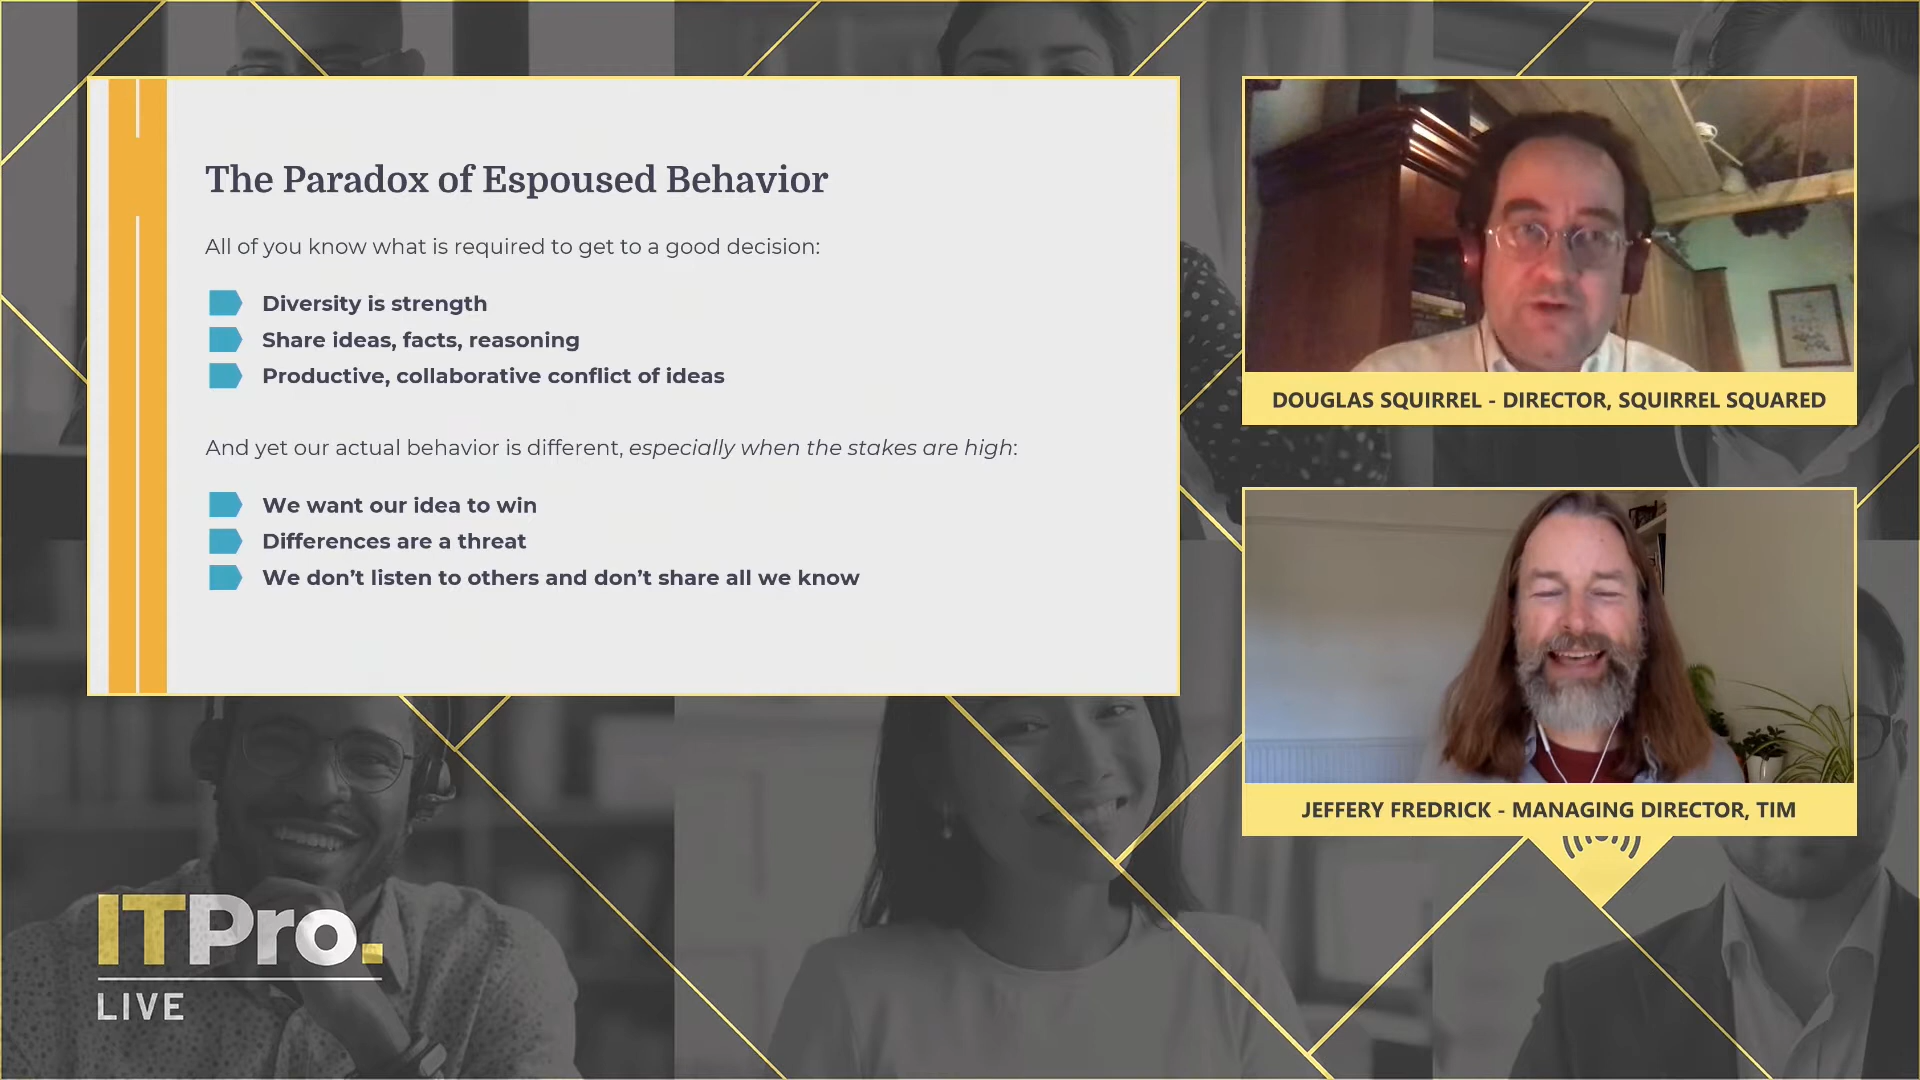 The Paradox of Espoused Behavior
All of you know what is required to get to a good decision:
Diversity is strength
Share ideas, facts, reasoning
Productive, collaborative conflict of ideas
And yet our actual behavior is different, especially when the stakes are high:
We want our idea to win
Differences are a threat
We don’t listen to others and don’t share all we know
DOUGLAS SQUIRREL - DIRECTOR, SQUIRREL SQUARED
JEFFERY FREDRICK - MANAGING DIRECTOR, TIM
ITPro.
LIVE